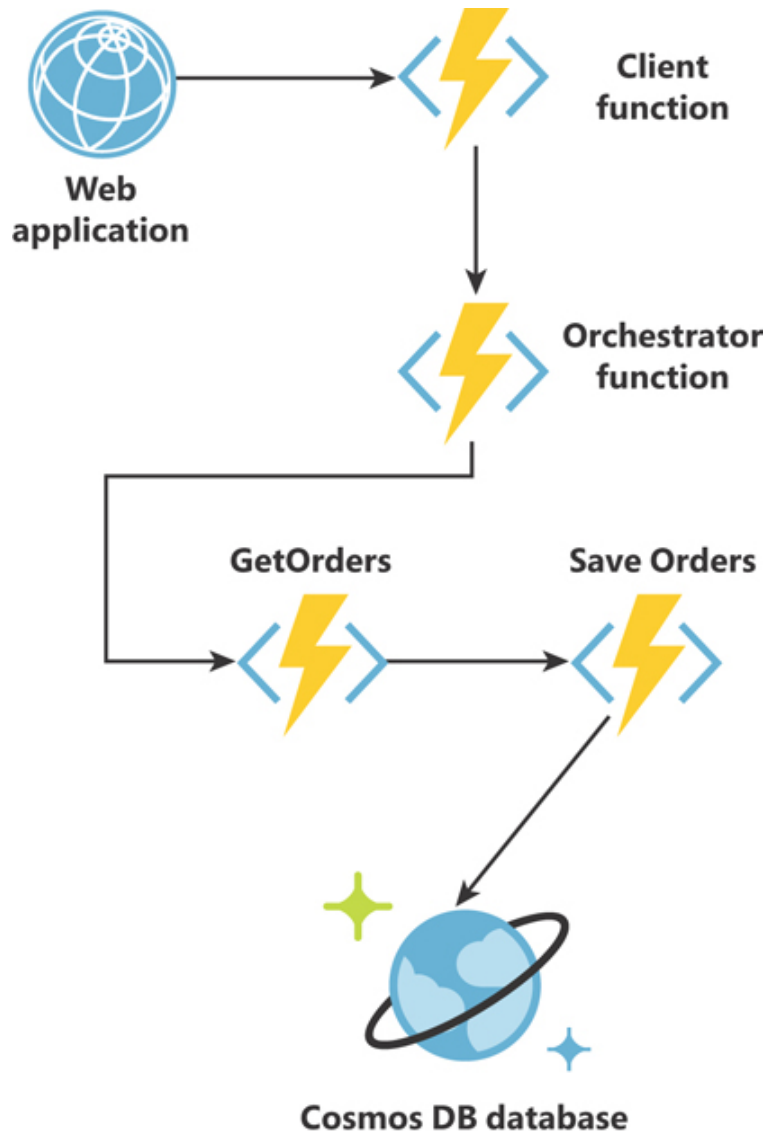 Client
function
Web
application
Orchestrator
function
GetOrders
Save Orders
Cosmos DB database